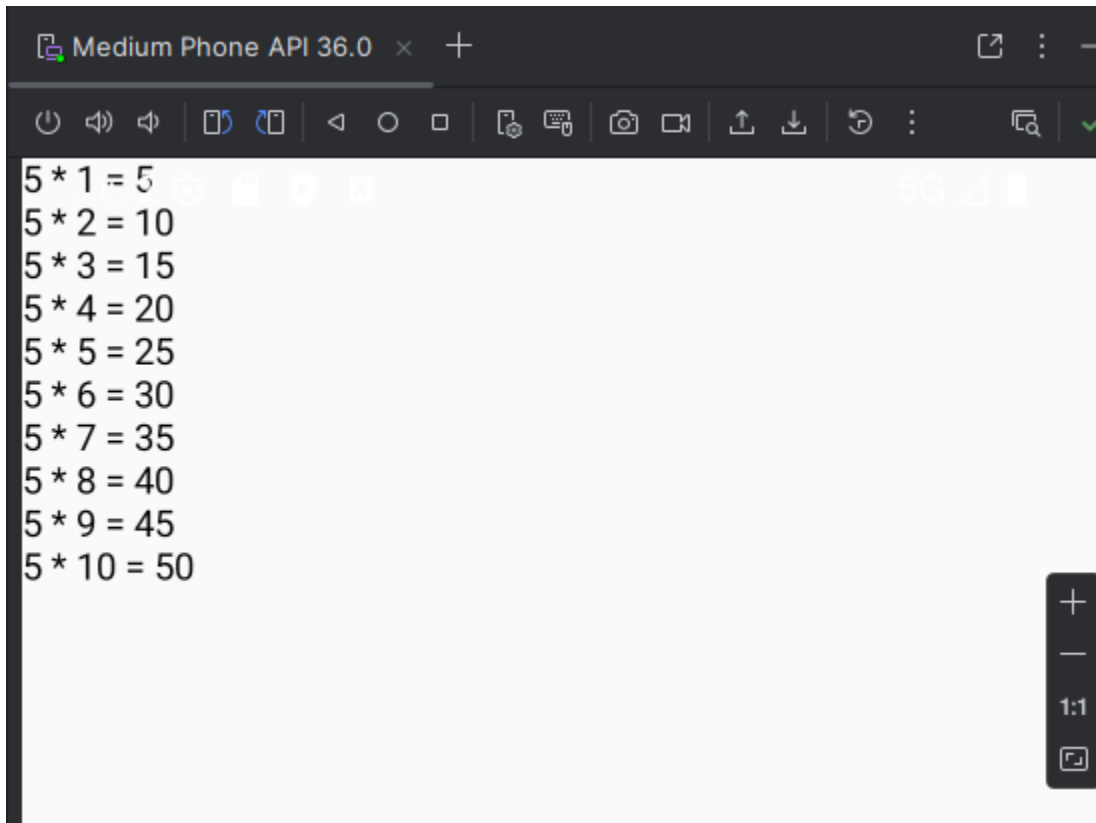 Medium Phone API 36.0
5G
5 * 1 = 5
5 * 2 = 10
5 * 3 = 15
5 * 4 = 20
5 * 5 = 25
5 * 6 = 30
5 * 7 = 35
5 * 8 = 40
5 * 9 = 45
5 * 10 = 50
1:1